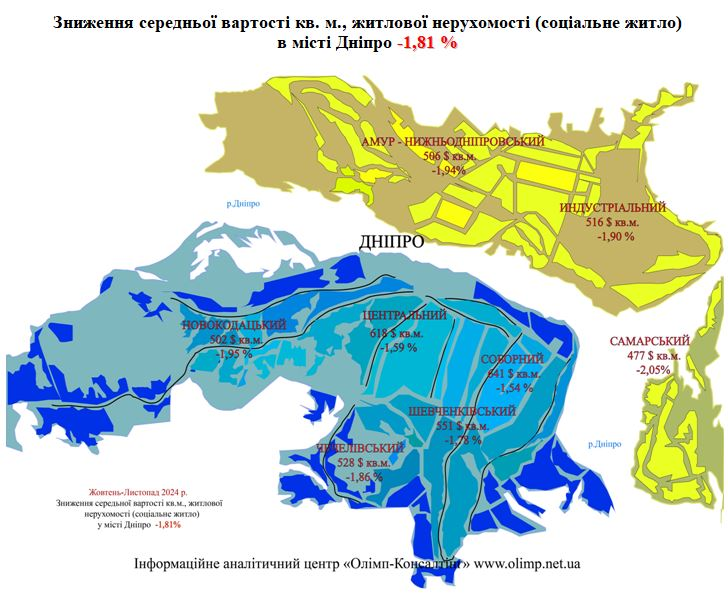 Зниження середньої вартості кв. м., житлової нерухомості (соціальне житло)
в місті Дніпро -1,81 %
АМУР - НИЖНЬОДНІПРОВСЬКИЙ
506 $ кв.м.
-1,94%
р.Дніпро
ИНДУСТРІАЛЬНИЙ
516 $ кв.м.
-1,90 %
ДНІПРО
НОВОКОДАЦЬКИЙ
502 $ кв.м.
-1,95 %
ЦЕНТРАЛЬНИЙ
618 $ кв.м.
-1,59 %
САМАРСЬКИЙ
477 $ кв.м.
-2,05%
СОБОРНИЙ
641 $ кв.м.
-1,54 %
ШЕВЧЕНКІВСЬКИЙ
551 $ кв.м.
-1,78 %
ЧЕЧЕЛІВСЬКИЙ
528 $ кв.м.
-1,86 %
р.Дніпро
Жовтень-Листопад 2024 р.
Зниження середньої вартості кв.м., житлової
нерухомості (соціальне житло)
у місті Дніпро -1,81%
Інформаційне аналітичний центр «Олімп-Консалтінг» www.olimp.net.ua